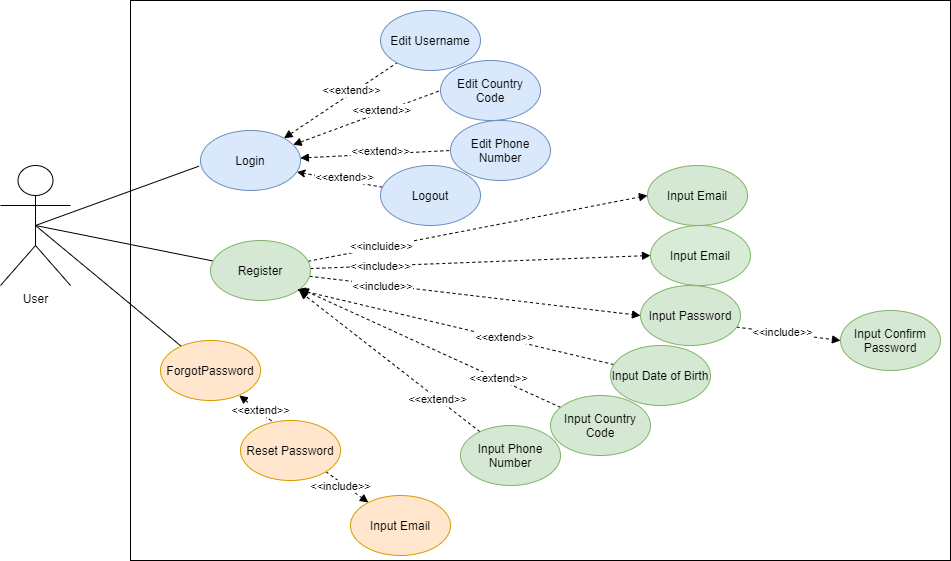 Edit Username
<<extend>>
Edit Country
Code
<<extend>>
Edit Phone
Number
<<extend>>
Login
<<extend>>
Logout
Input Email
<<incluide>>
Input Email
<<include>>
Register
<<include>>
User
Input Password
<<include>>
Input Confirm
Password
<<extend>>
ForgotPassword
Input Date of Birth
<<extend>>
<<extend>>
<<extend>>
Input Country
Code
Reset Password
Input Phone
Number
<<include>>
Input Email